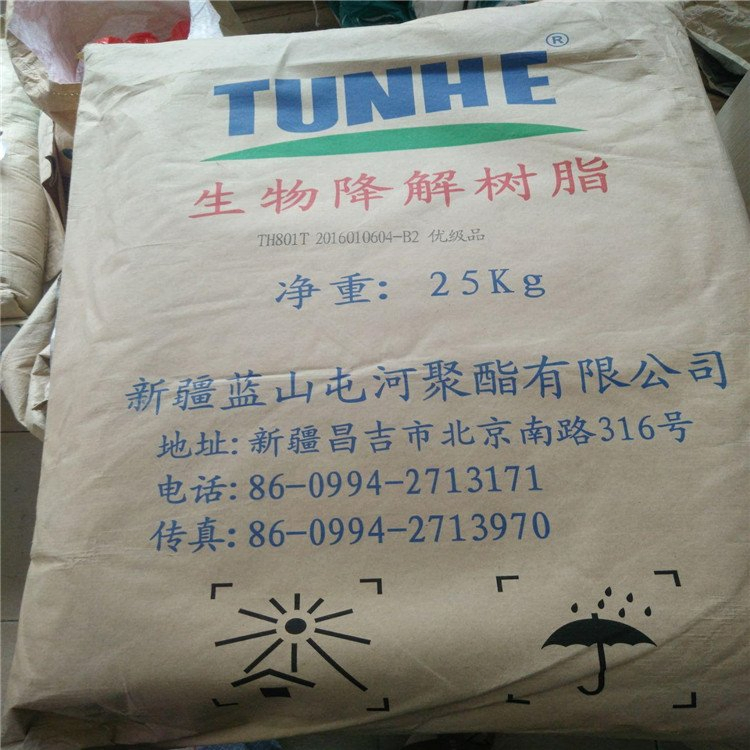 TUNHE®
生物降解树脂
TH801T 2016010604-B2 优级品
净重: 25Kg
新疆蓝山屯河聚酯有限公司
地址: 新疆昌吉市北京南路316号
电话: 86-0994-2713171
传真: 86-0994-2713970